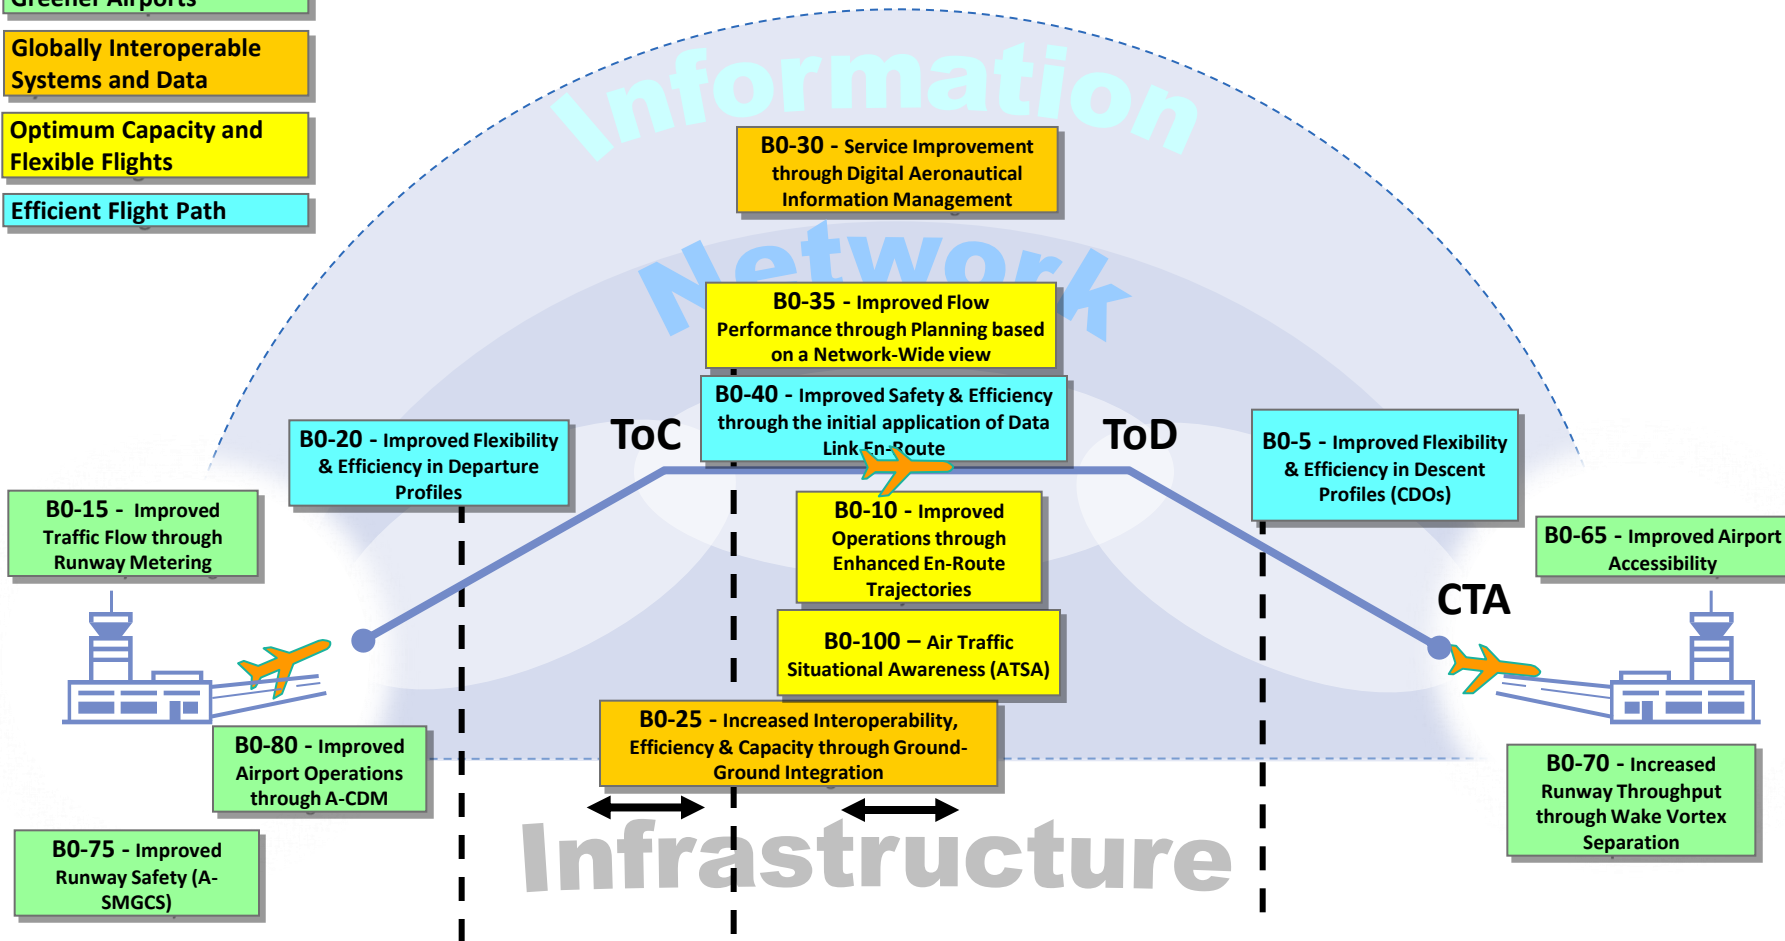 Greener Airports
Globally Interoperable
Systems and Data
Optimum Capacity and
Flexible Flights
Efficient Flight Path
Information
B0-30 - Service Improvement
through Digital Aeronautical
Information Management
Network
B0-35 - Improved Flow
Performance through Planning based
on a Network-Wide view
B0-40 - Improved Safety & Efficiency
through the initial application of Data
Link En-Route
ToC
ToD
B0-20 - Improved Flexibility
& Efficiency in Departure
Profiles
B0-5 - Improved Flexibility
& Efficiency in Descent
Profiles (CDOs)
B0-15 - Improved
Traffic Flow through
Runway Metering
B0-10 - Improved
Operations through
Enhanced En-Route
Trajectories
B0-65 - Improved Airport
Accessibility
CTA
B0-100 – Air Traffic
Situational Awareness (ATSA)
B0-25 - Increased Interoperability,
Efficiency & Capacity through Ground-
Ground Integration
B0-80 - Improved
Airport Operations
through A-CDM
B0-70 - Increased
Runway Throughput
through Wake Vortex
Separation
B0-75 - Improved
Runway Safety (A-
SMGCS)
Infrastructure